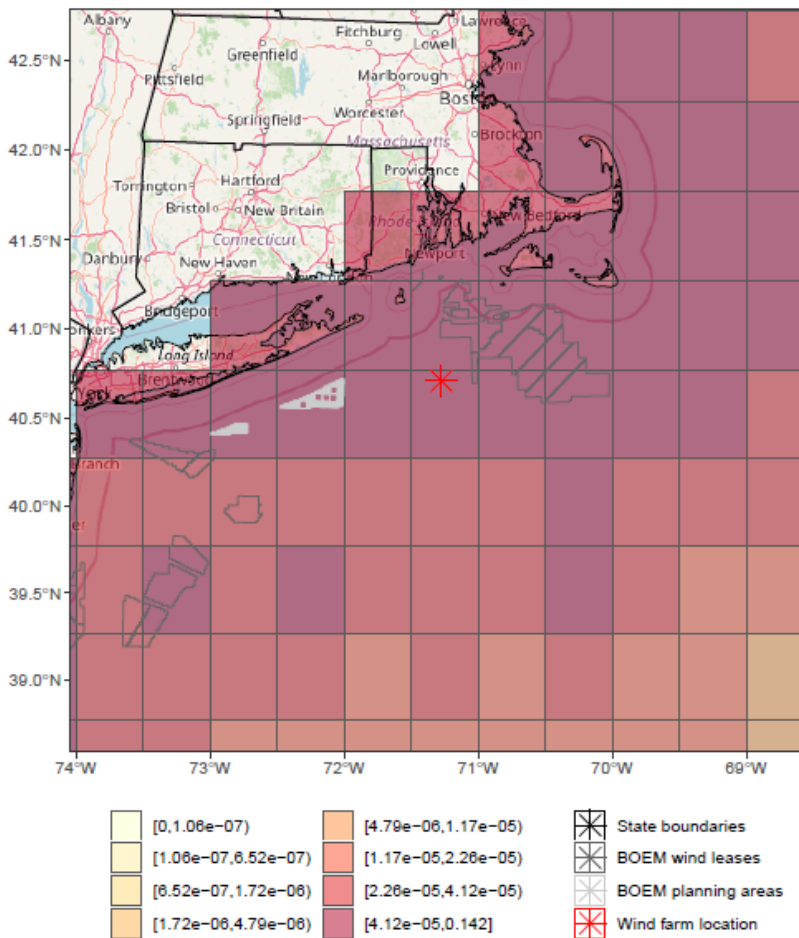 Albany
Fitchburg
Lawrence
Greenfield
Lowell
42.5°N
Pittsfield
Lynn
Marlborough
Worcester
Bost
Springfield
42.0°N
Massachusetts
Brockton
Providence
Torrington
Hartford
Bristol
New Britain
41.5°N
Rhode
New Bedford
Connecticut
Danbury
New Haven
Newport
Bridgeport
41.0°N
onkers
Long Island
York
Brentwood
40.5°N
Branch
40.0°N
et
39.5°N
39.0°N
74°W 73°W 72°W 71°W 70°W 69°W
[0,1.06e−07)
[1.06e−07,6.52e−07)
[6.52e−07,1.72e−06)
[1.72e−06,4.79e−06)
[4.79e−06,1.17e−05)
[1.17e−05,2.26e−05)
[2.26e−05,4.12e−05)
[4.12e−05,0.142]
State boundaries
BOEM wind leases
BOEM planning areas
Wind farm location